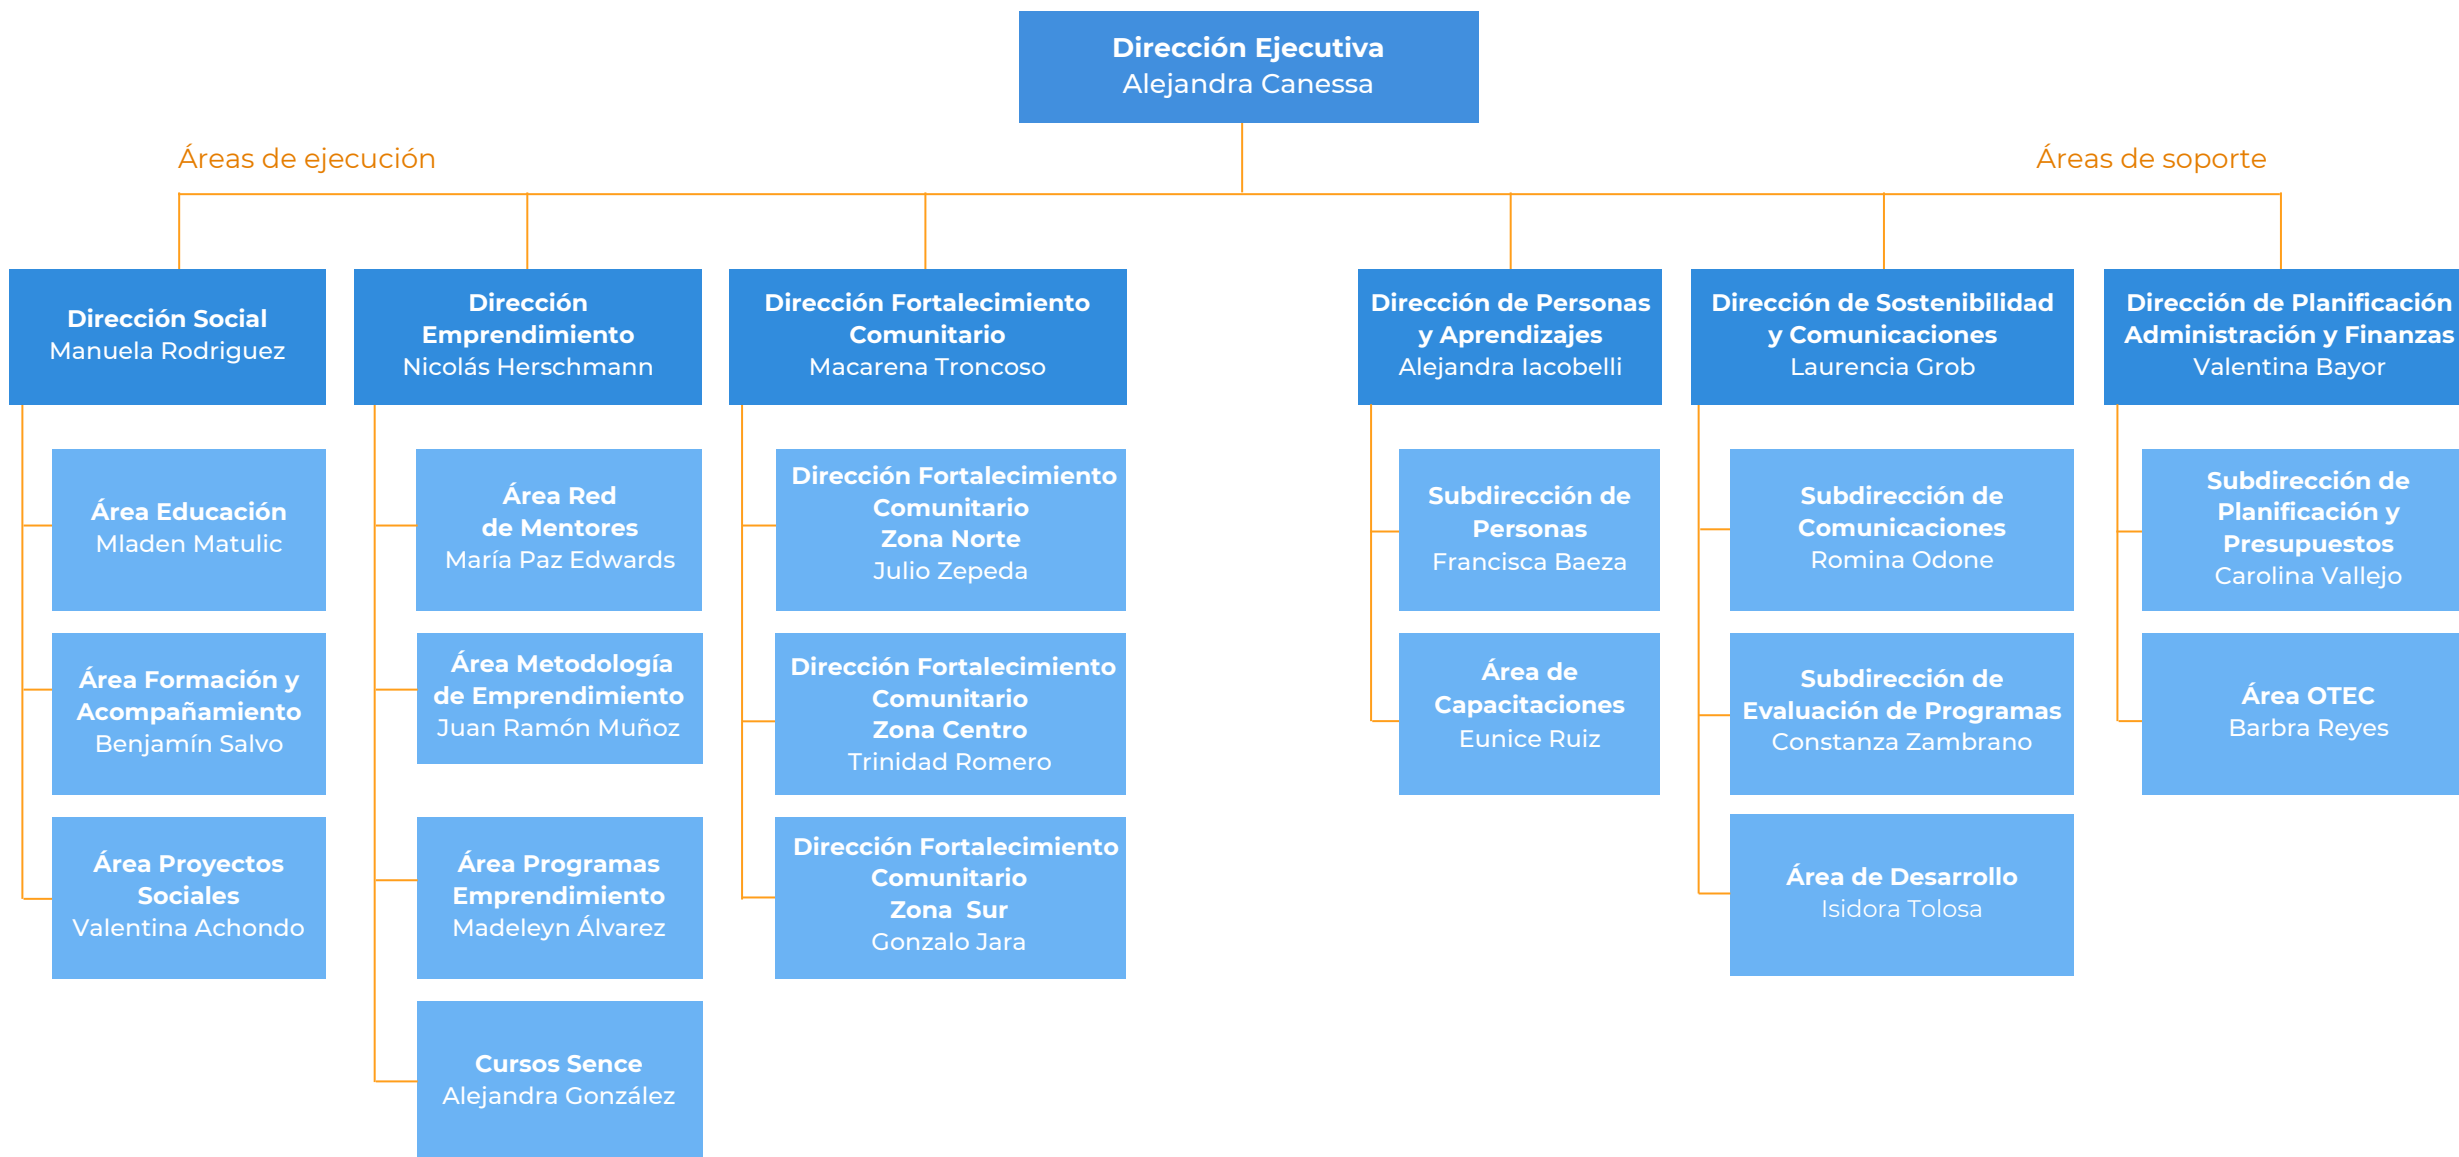 Dirección Ejecutiva
Alejandra Canessa
Áreas de ejecución
Áreas de soporte
Dirección Social
Manuela Rodriguez
Dirección
Emprendimiento
Nicolás Herschmann
Dirección Fortalecimiento
Comunitario
Macarena Troncoso
Dirección de Personas
y Aprendizajes
Alejandra Iacobelli
Dirección de Sostenibilidad
y Comunicaciones
Laurencia Grob
Dirección de Planificación
Administración y Finanzas
Valentina Bayor
Área Educación
Mladen Matulic
Área Formación y
Acompañamiento
Benjamín Salvo
Área Proyectos
Sociales
Valentina Achondo
Área Red
de Mentores
María Paz Edwards
Área Metodología
de Emprendimiento
Juan Ramón Muñoz
Área Programas
Emprendimiento
Madeleyn Álvarez
Cursos Sence
Alejandra González
Dirección Fortalecimiento
Comunitario
Zona Norte
Julio Zepeda
Dirección Fortalecimiento
Comunitario
Zona Centro
Trinidad Romero
Dirección Fortalecimiento
Comunitario
Zona  Sur
Gonzalo Jara
Subdirección de
Personas
Francisca Baeza
Área de
Capacitaciones
Eunice Ruiz
Subdirección de
Comunicaciones
Romina Odone
Subdirección de
Evaluación de Programas
Constanza Zambrano
Área de Desarrollo
Isidora Tolosa
Subdirección de
Planificación y
Presupuestos
Carolina Vallejo
Área OTEC
Barbra Reyes